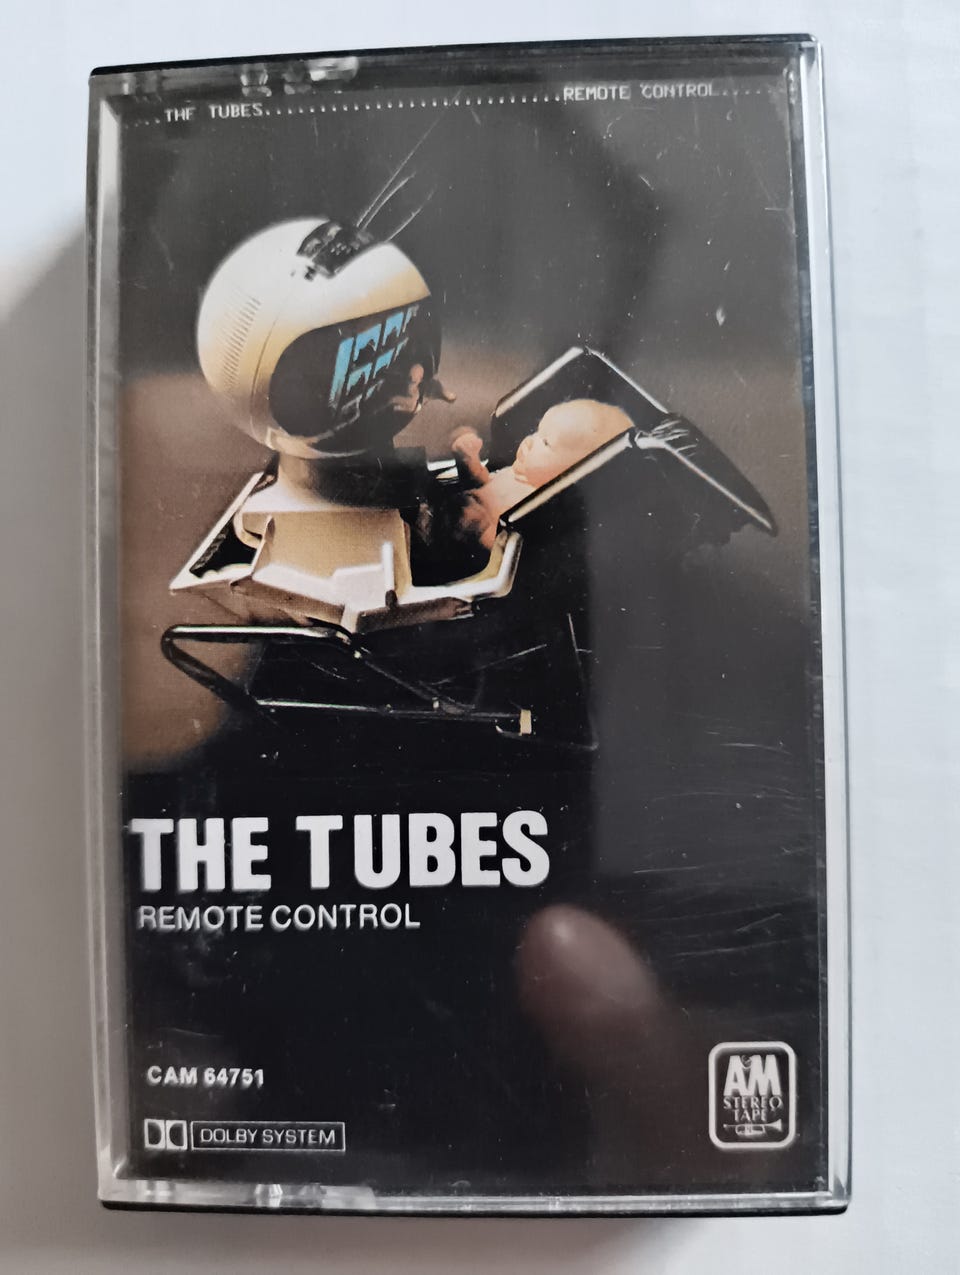 THE TUBES.................................REMOTE CONTROL.....
THE TUBES
REMOTE CONTROL
CAM 64751
DOLBY SYSTEM
A&M
STEREO
TAPE